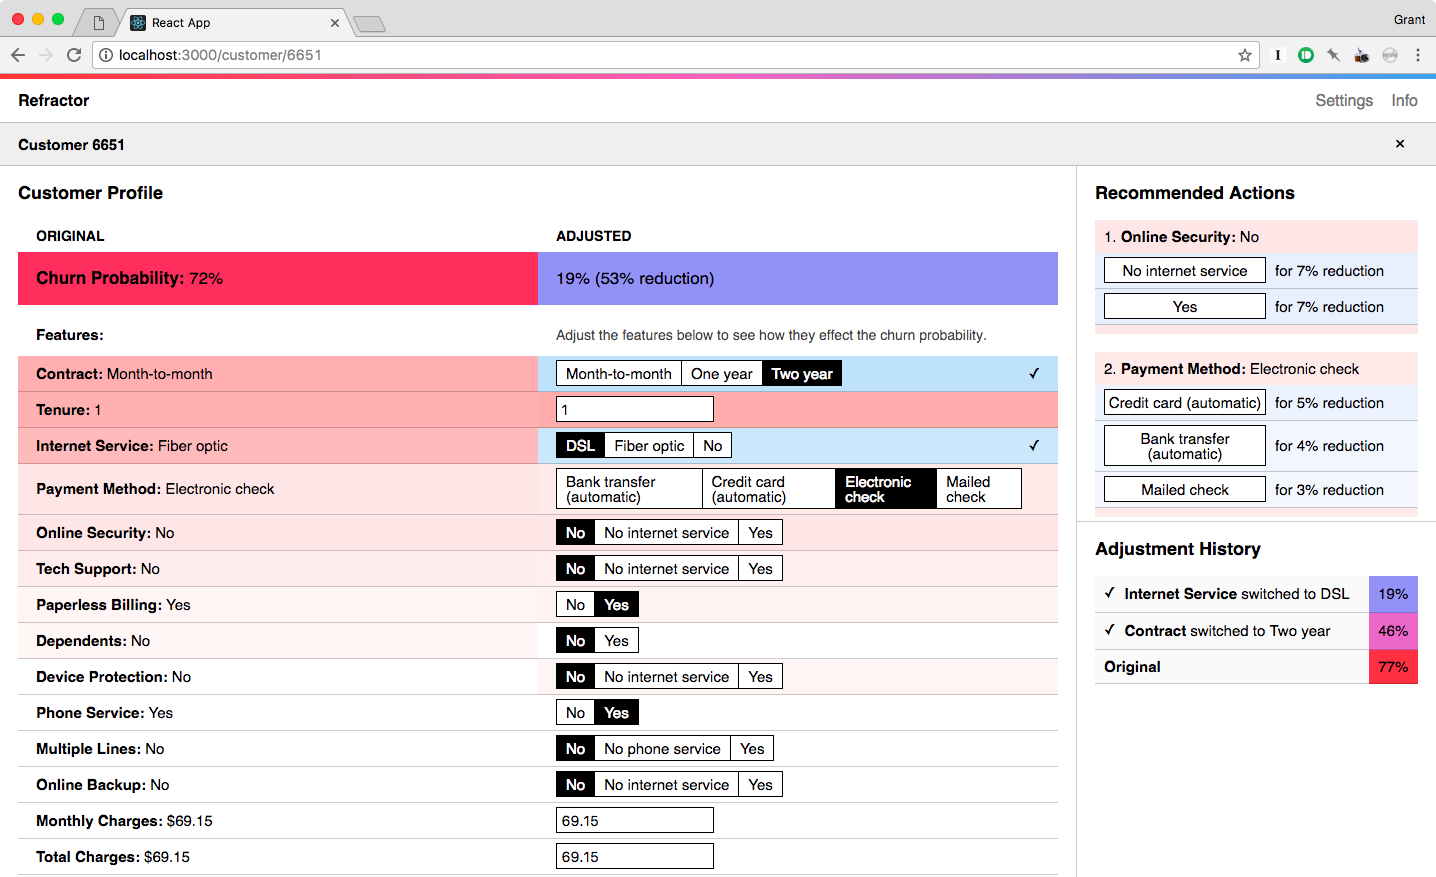 React App
Grant
localhost:3000/customer/6651
Refractor
Settings
Info
Customer 6651
×
Customer Profile
ORIGINAL
ADJUSTED
Churn Probability: 72%
19% (53% reduction)
Features:
Adjust the features below to see how they effect the churn probability.
Contract: Month-to-month
Month-to-month
One year
Two year
✓
Tenure: 1
1
Internet Service: Fiber optic
DSL
Fiber optic
No
✓
Payment Method: Electronic check
Bank transfer
(automatic)
Credit card
(automatic)
Electronic
check
Mailed
check
Online Security: No
No
No internet service
Yes
Tech Support: No
No
No internet service
Yes
Paperless Billing: Yes
No
Yes
Dependents: No
No
Yes
Device Protection: No
No
No internet service
Yes
Phone Service: Yes
No
Yes
Multiple Lines: No
No
No phone service
Yes
Online Backup: No
No
No internet service
Yes
Monthly Charges: $69.15
69.15
Total Charges: $69.15
69.15
Recommended Actions
1. Online Security: No
No internet service
for 7% reduction
Yes
for 7% reduction
2. Payment Method: Electronic check
Credit card (automatic)
for 5% reduction
Bank transfer
(automatic)
for 4% reduction
Mailed check
for 3% reduction
Adjustment History
✓ Internet Service switched to DSL
19%
✓ Contract switched to Two year
46%
Original
77%